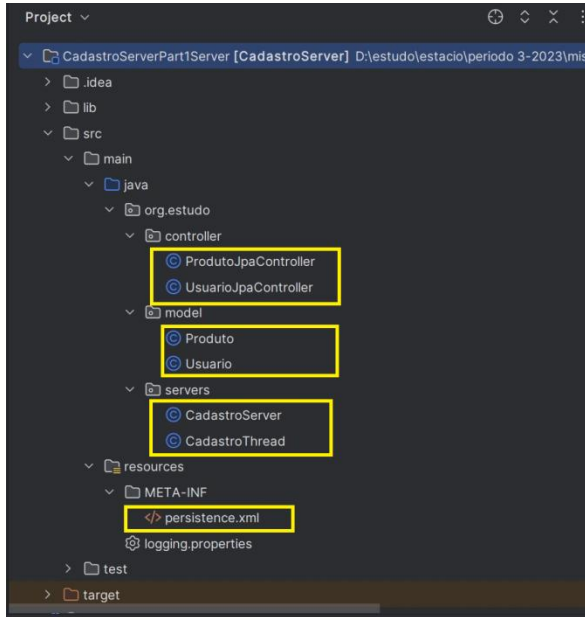 Project
CadastroServerPart1Server [CadastroServer] D:\estudo\estacio\periodo 3-2023\mis
.idea
lib
src
main
java
org.estudo
controller
ProdutoJpaController
UsuarioJpaController
model
Produto
Usuario
servers
CadastroServer
CadastroThread
resources
META-INF
persistence.xml
logging.properties
test
target